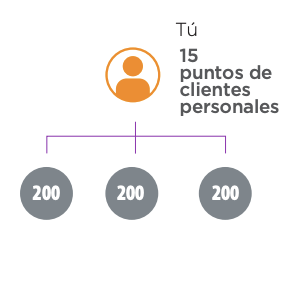 Tú
15
puntos de
clientes
personales
200 200 200